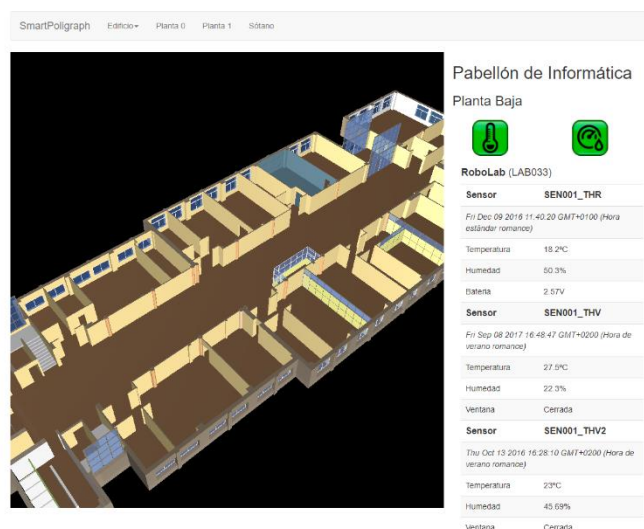 SmartPoligraph Edificio Planta 0 Planta 1 Sótano
Pabellón de Informática
Planta Baja
RoboLab (LAB033)
Sensor SEN001_THR
Fri Dec 09 2016 11:40:20 GMT+0100 (Hora
estándar romance)
Temperatura 18.2ºC
Humedad 50.3%
Bateria 2.57V
Sensor SEN001_THV
Fri Sep 08 2017 16:48:47 GMT+0200 (Hora de
verano romance)
Temperatura 27.5ºC
Humedad 22.3%
Ventana Cerrada
Sensor SEN001_THV2
Thu Oct 13 2016 16:28:10 GMT+0200 (Hora de
verano romance)
Temperatura 23ºC
Humedad 45.69%
Ventana Cerrada